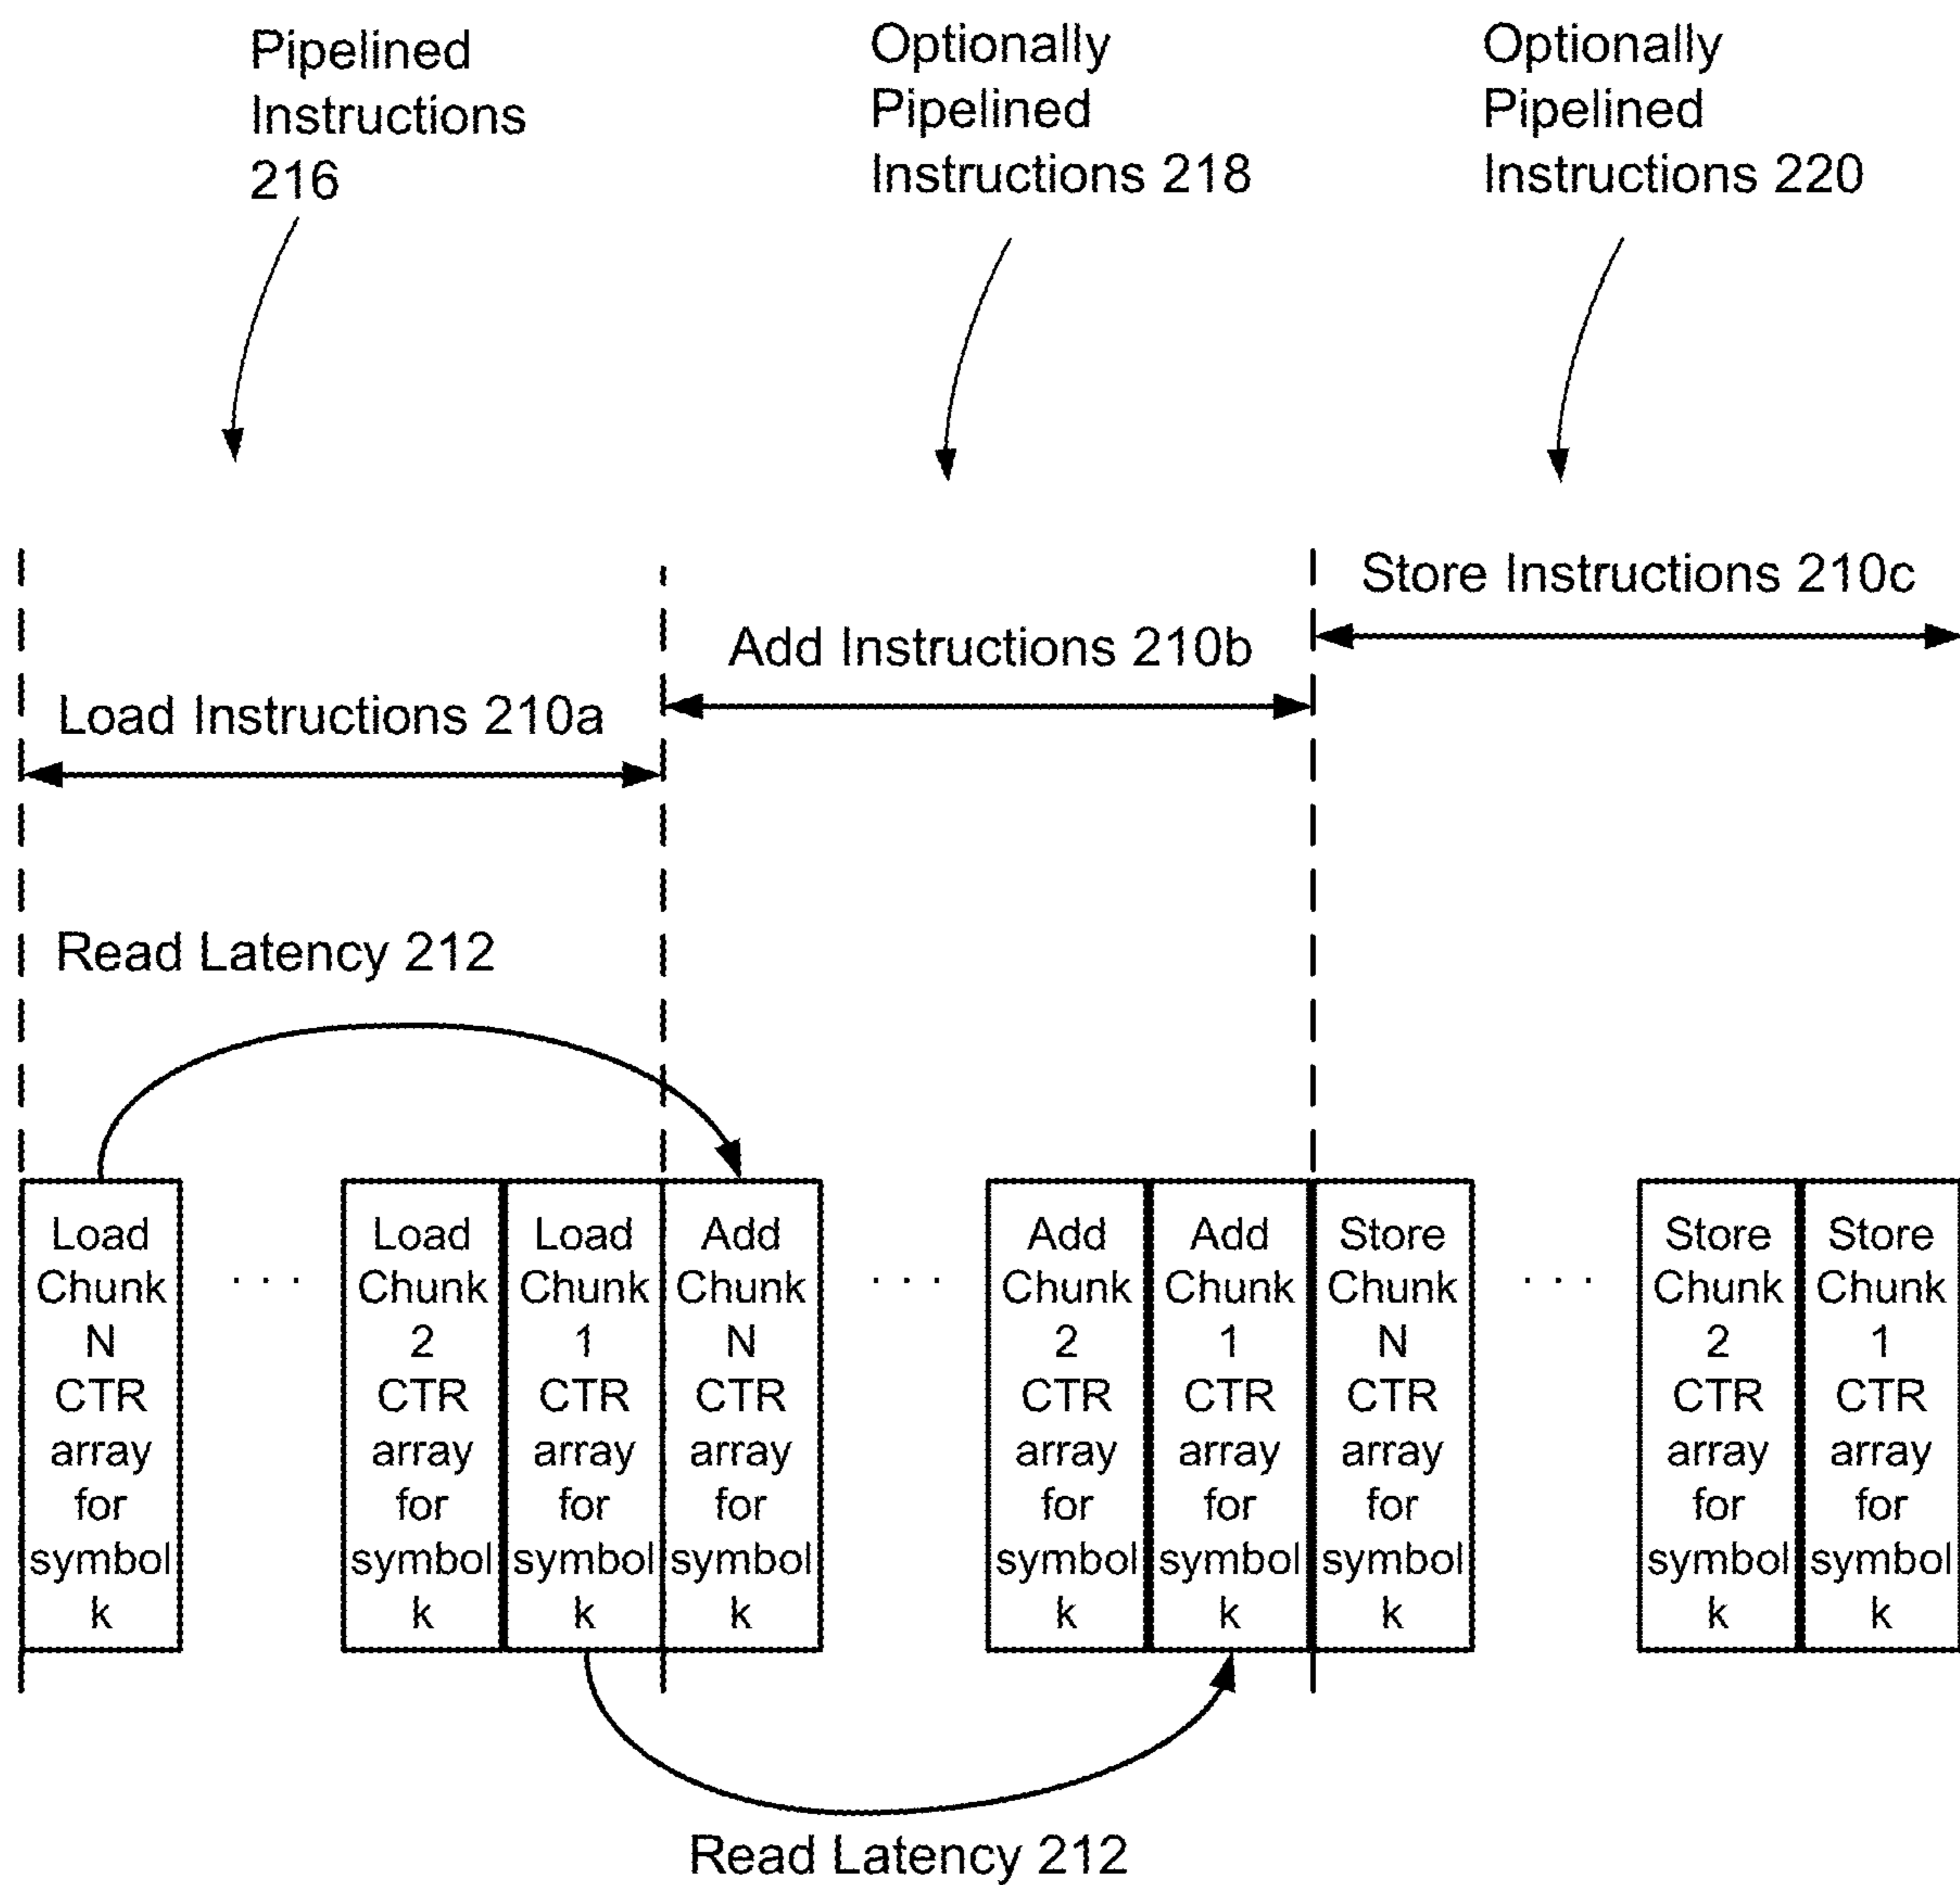 Pipelined
Instructions
216
Optionally
Pipelined
Instructions 218
Optionally
Pipelined
Instructions 220
Store Instructions 210c
Add Instructions 210b
Load Instructions 210a
Read Latency 212
Load
Chunk
N
CTR
array
for
symbol
k
. . .
Load
Chunk
2
CTR
array
for
symbol
k
Load
Chunk
1
CTR
array
for
symbol
k
Add
Chunk
N
CTR
array
for
symbol
k
. . .
Add
Chunk
2
CTR
array
for
symbol
k
Add
Chunk
1
CTR
array
for
symbol
k
Store
Chunk
N
CTR
array
for
symbol
k
. . .
Store
Chunk
2
CTR
array
for
symbol
k
Store
Chunk
1
CTR
array
for
symbol
k
Read Latency 212